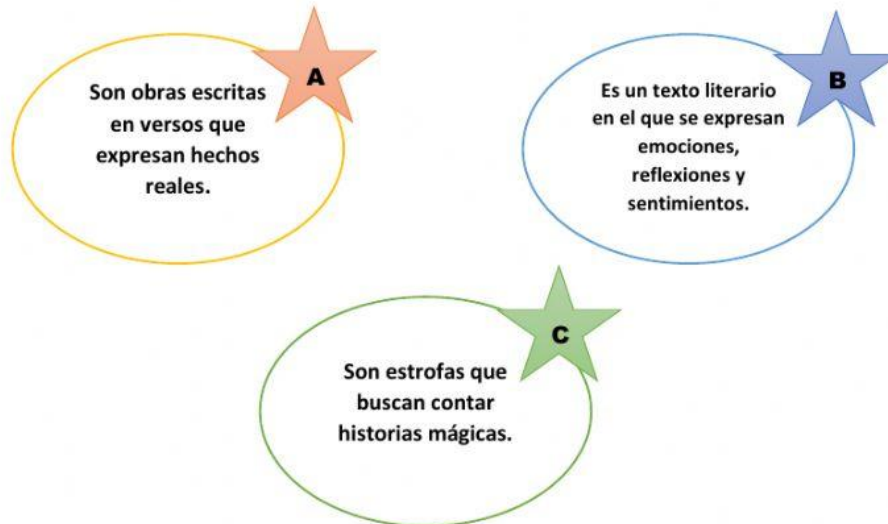 A
Son obras escritas
en versos que
expresan hechos
reales.
B
Es un texto literario
en el que se expresan
emociones,
reflexiones y
sentimientos.
C
Son estrofas que
buscan contar
historias mágicas.